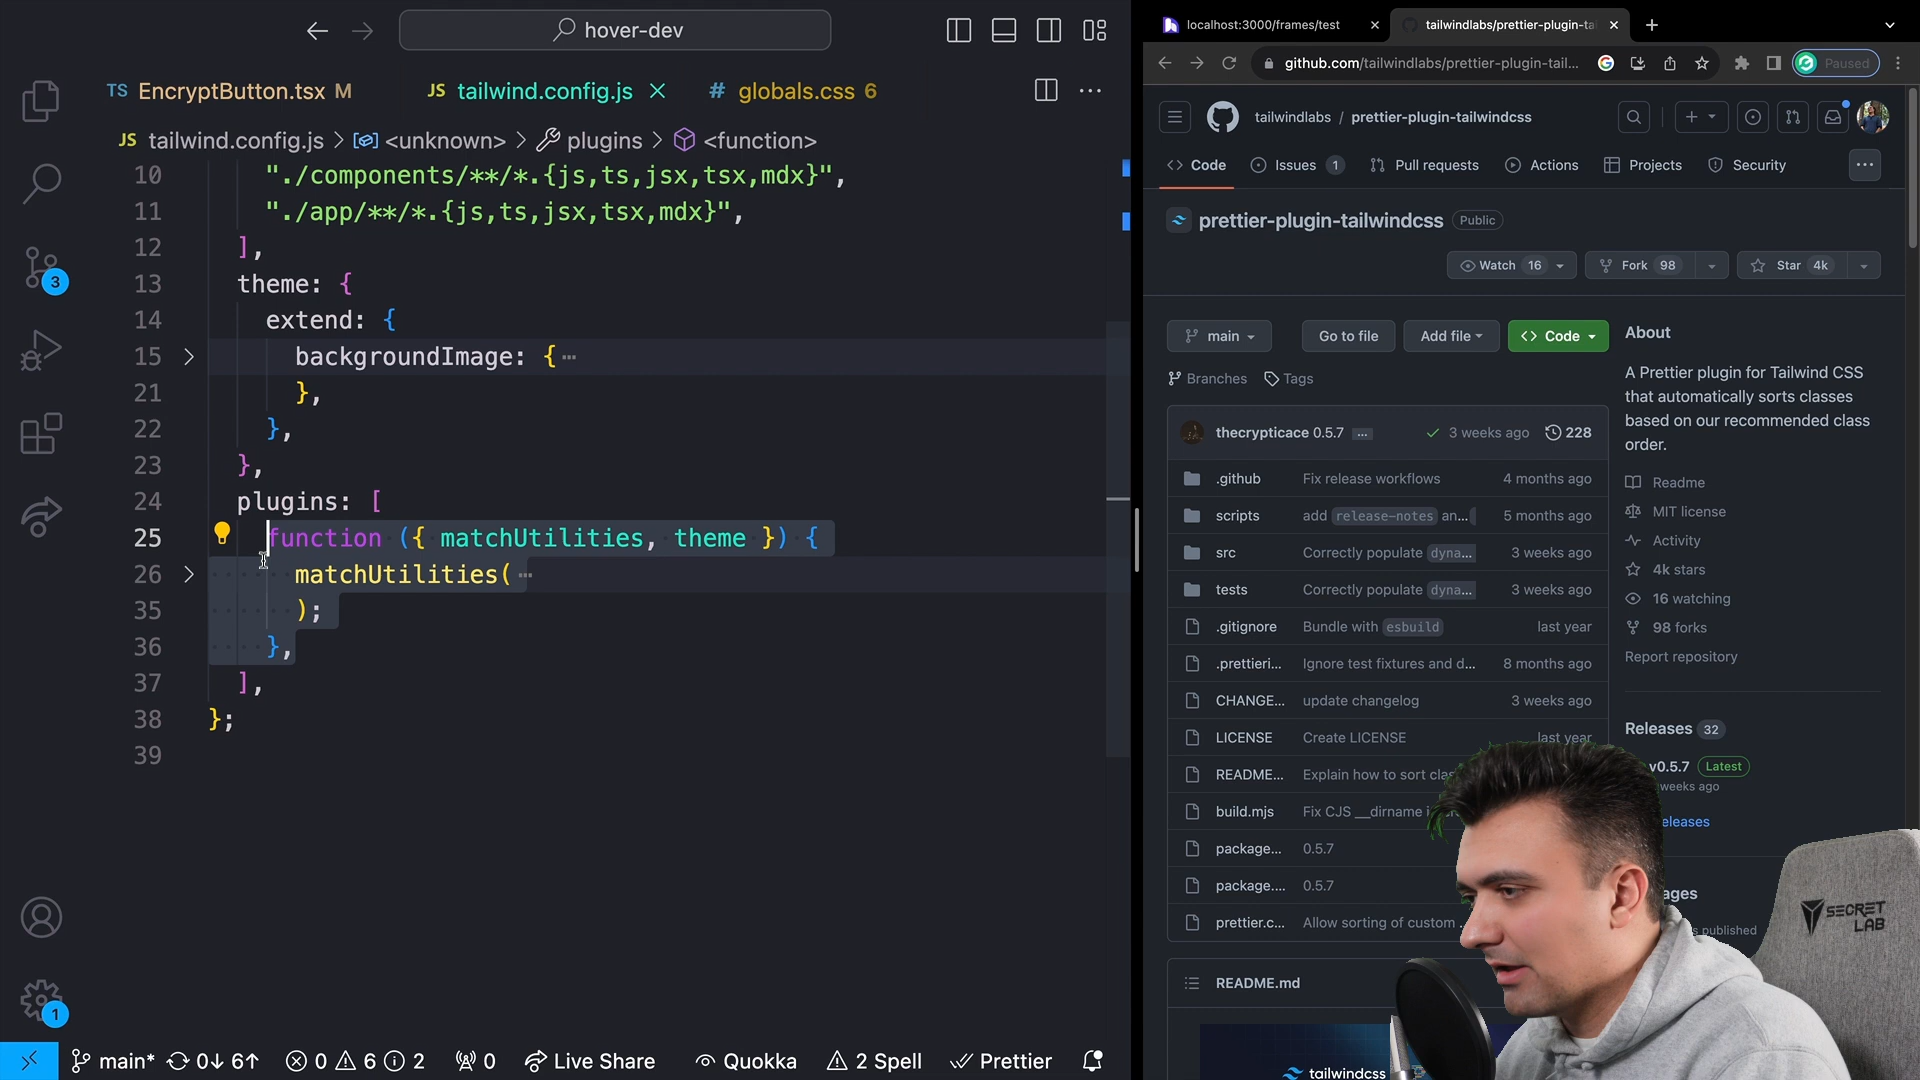 hover-dev
TS EncryptButton.tsx M
JS tailwind.config.js
# globals.css 6
JS tailwind.config.js > <unknown> > plugins > <function>
10 "./components/**/*.{js,ts,jsx,tsx,mdx}",
11 "./app/**/*.{js,ts,jsx,tsx,mdx}",
12 ],
13 theme: {
14 extend: {
15 backgroundImage: { ⋯
21 },
22 },
23 },
24 plugins: [
25 function ({ matchUtilities, theme }) {
26 matchUtilities( ⋯
35 );
36 },
37 ],
38 };
39
3
1
main* 0↓ 6↑ 0 6 2 0 Live Share Quokka 2 Spell Prettier
localhost:3000/frames/test
tailwindlabs/prettier-plugin-ta
github.com/tailwindlabs/prettier-plugin-tail...
Paused
tailwindlabs / prettier-plugin-tailwindcss
Code Issues 1 Pull requests Actions Projects Security
prettier-plugin-tailwindcss Public
Watch 16 Fork 98 Star 4k
main Go to file Add file Code
Branches Tags
thecrypticace 0.5.7 ... 3 weeks ago 228
.github Fix release workflows 4 months ago
scripts add release-notes an... 5 months ago
src Correctly populate dyna... 3 weeks ago
tests Correctly populate dyna... 3 weeks ago
.gitignore Bundle with esbuild last year
.prettieri... Ignore test fixtures and d... 8 months ago
CHANGE... update changelog 3 weeks ago
LICENSE Create LICENSE last year
README... Explain how to sort clas
build.mjs Fix CJS __dirname i
package... 0.5.7
package.... 0.5.7
prettier.c... Allow sorting of custom
README.md
tailwindcss
About
A Prettier plugin for Tailwind CSS
that automatically sorts classes
based on our recommended class
order.
Readme
MIT license
Activity
4k stars
16 watching
98 forks
Report repository
Releases 32
v0.5.7 Latest
weeks ago
eleases
ages
s published
SECRET
LAB